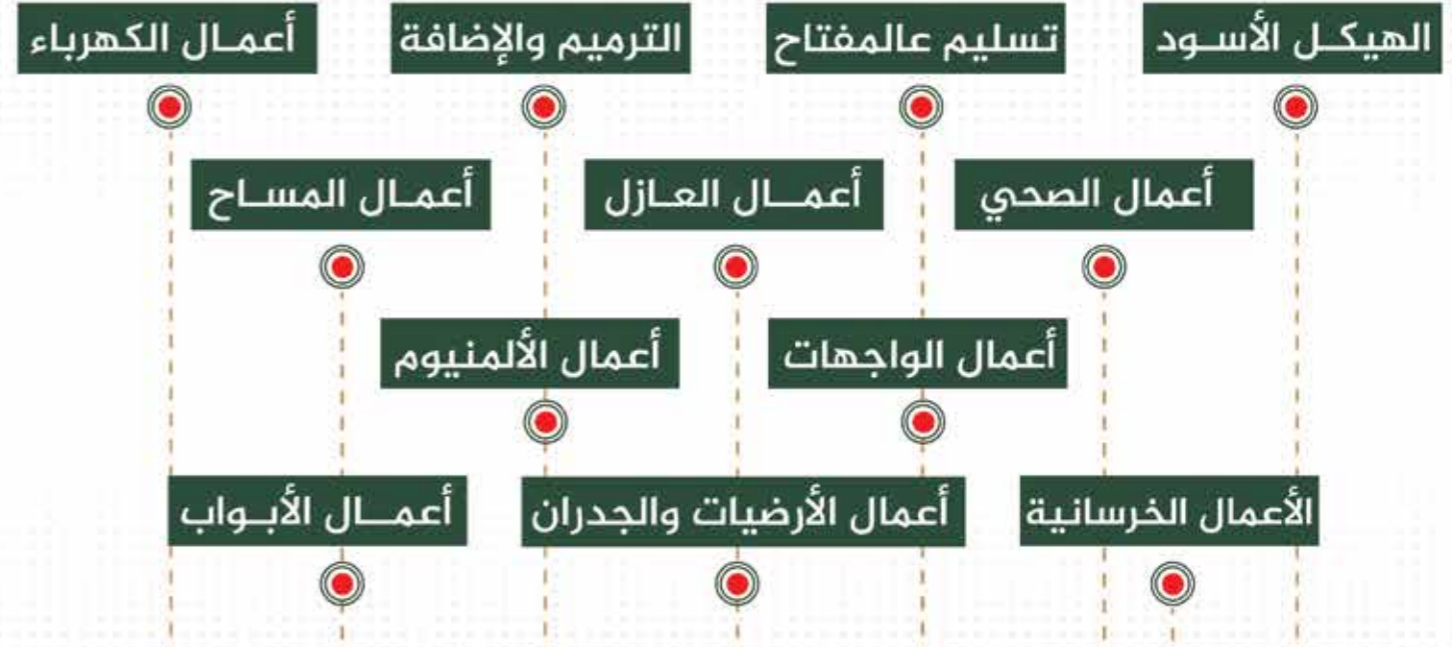 الهيكل الأسود
تسليم عالمفتاح
الترميم والإضافة
أعمال الكهرباء
أعمال الصحي
أعمال العازل
أعمال المساح
أعمال الواجهات
أعمال الألمنيوم
الأعمال الخرسانية
أعمال الأرضيات والجدران
أعمال الأبواب